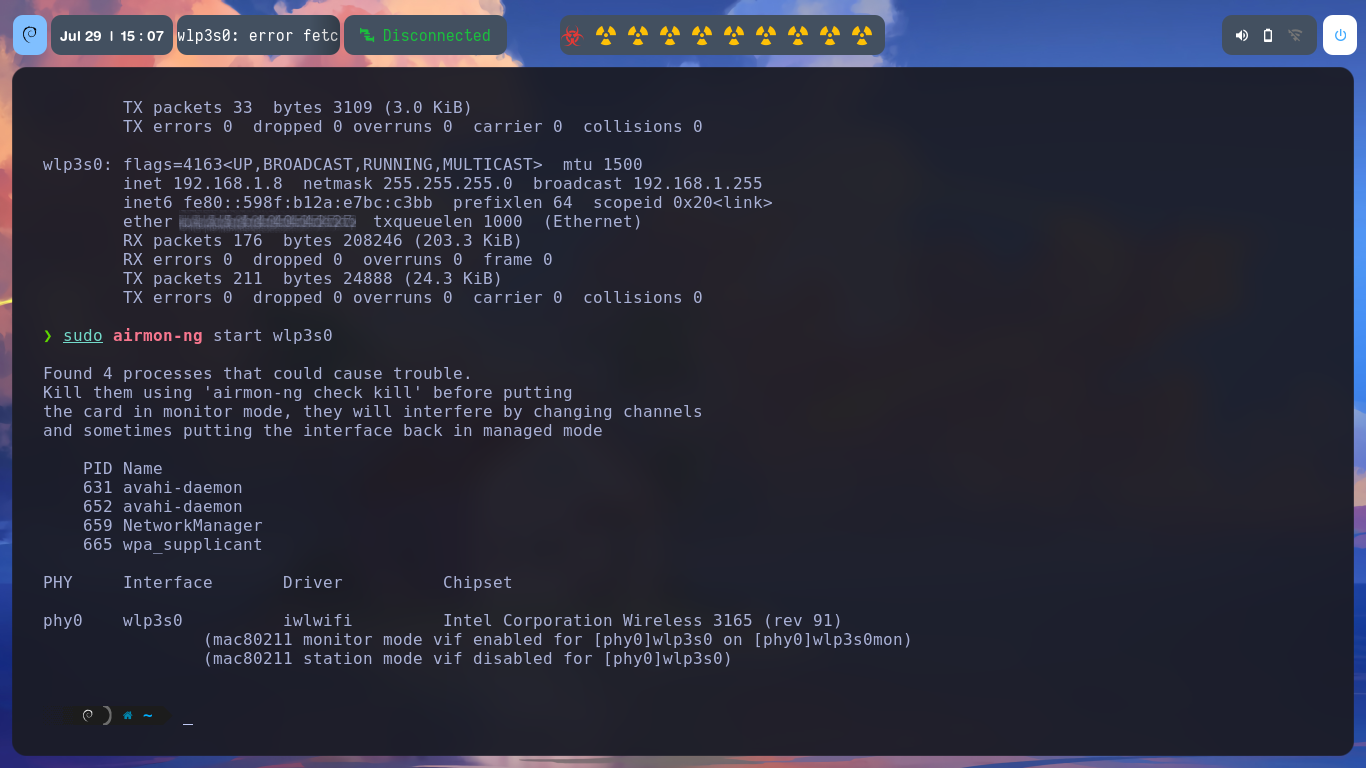 Jul 29 | 15 : 07
wlp3s0: error fetc
Disconnected
TX packets 33  bytes 3109 (3.0 KiB)
TX errors 0  dropped 0 overruns 0  carrier 0  collisions 0
wlp3s0: flags=4163<UP,BROADCAST,RUNNING,MULTICAST>  mtu 1500
inet 192.168.1.8  netmask 255.255.255.0  broadcast 192.168.1.255
inet6 fe80::598f:b12a:e7bc:c3bb  prefixlen 64  scopeid 0x20<link>
ether  txqueuelen 1000  (Ethernet)
RX packets 176  bytes 208246 (203.3 KiB)
RX errors 0  dropped 0  overruns 0  frame 0
TX packets 211  bytes 24888 (24.3 KiB)
TX errors 0  dropped 0 overruns 0  carrier 0  collisions 0
❯ sudo airmon-ng start wlp3s0
Found 4 processes that could cause trouble.
Kill them using 'airmon-ng check kill' before putting
the card in monitor mode, they will interfere by changing channels
and sometimes putting the interface back in managed mode
PID Name
631 avahi-daemon
652 avahi-daemon
659 NetworkManager
665 wpa_supplicant
PHY     Interface       Driver          Chipset
phy0    wlp3s0          iwlwifi         Intel Corporation Wireless 3165 (rev 91)
(mac80211 monitor mode vif enabled for [phy0]wlp3s0 on [phy0]wlp3s0mon)
(mac80211 station mode vif disabled for [phy0]wlp3s0)
~ _